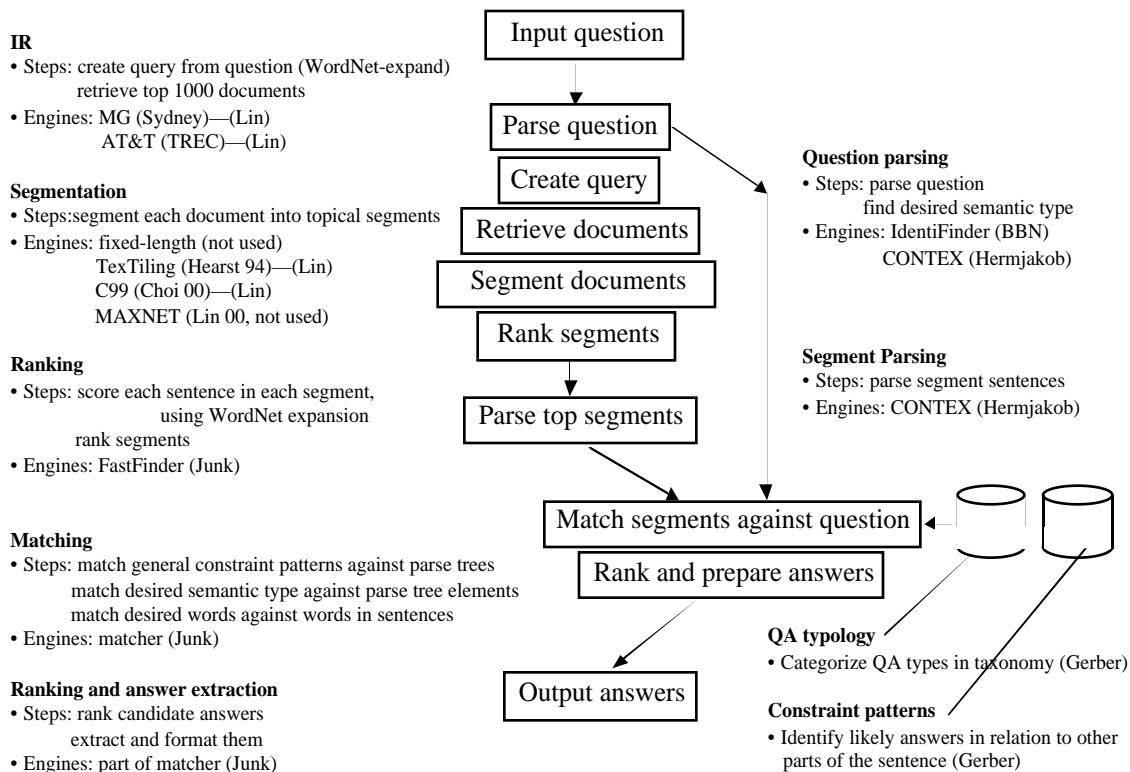 IR
• Steps: create query from question (WordNet-expand)
retrieve top 1000 documents
• Engines: MG (Sydney)—(Lin)
AT&T (TREC)—(Lin)
Segmentation
• Steps:segment each document into topical segments
• Engines: fixed-length (not used)
TexTiling (Hearst 94)—(Lin)
C99 (Choi 00)—(Lin)
MAXNET (Lin 00, not used)
Ranking
• Steps: score each sentence in each segment,
using WordNet expansion
rank segments
• Engines: FastFinder (Junk)
Matching
• Steps: match general constraint patterns against parse trees
match desired semantic type against parse tree elements
match desired words against words in sentences
• Engines: matcher (Junk)
Ranking and answer extraction
• Steps: rank candidate answers
extract and format them
• Engines: part of matcher (Junk)
Input question
Parse question
Create query
Retrieve documents
Segment documents
Rank segments
Parse top segments
Match segments against question
Rank and prepare answers
Output answers
Question parsing
• Steps: parse question
find desired semantic type
• Engines: IdentiFinder (BBN)
CONTEX (Hermjakob)
Segment Parsing
• Steps: parse segment sentences
• Engines: CONTEX (Hermjakob)
QA typology
• Categorize QA types in taxonomy (Gerber)
Constraint patterns
• Identify likely answers in relation to other
parts of the sentence (Gerber)